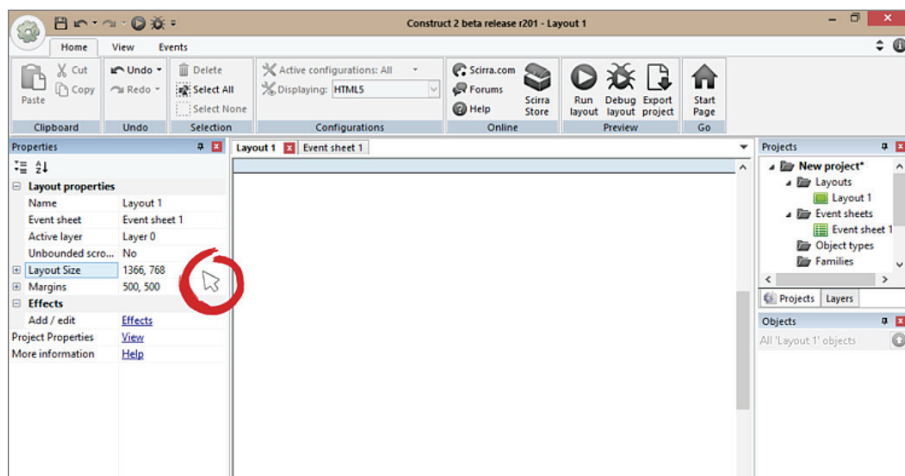 Construct 2 beta release r201 - Layout 1
Home View Events
Paste
Cut
Copy
Clipboard
Undo
Redo
Undo
Delete
Select All
Select None
Selection
Active configurations: All
Displaying: HTML5
Configurations
Scirra.com
Forums
Help
Scirra
Store
Online
Run
layout
Debug
layout
Export
project
Preview
Start
Page
Go
Properties
Layout properties
Name Layout 1
Event sheet Event sheet 1
Active layer Layer 0
Unbounded scro... No
Layout Size 1366, 768
Margins 500, 500
Effects
Add / edit Effects
Project Properties View
More information Help
Layout 1 Event sheet 1
Projects
New project*
Layouts
Layout 1
Event sheets
Event sheet 1
Object types
Families
Projects Layers
Objects
All 'Layout 1' objects